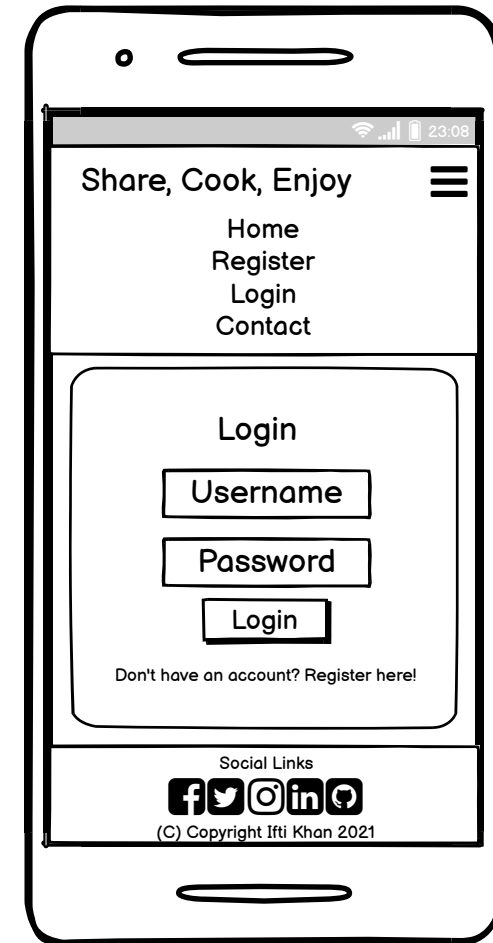 23:08
Share, Cook, Enjoy
Home
Register
Login
Contact
Login
Username
Password
Login
Don't have an account? Register here!
Social Links
(C) Copyright Ifti Khan 2021